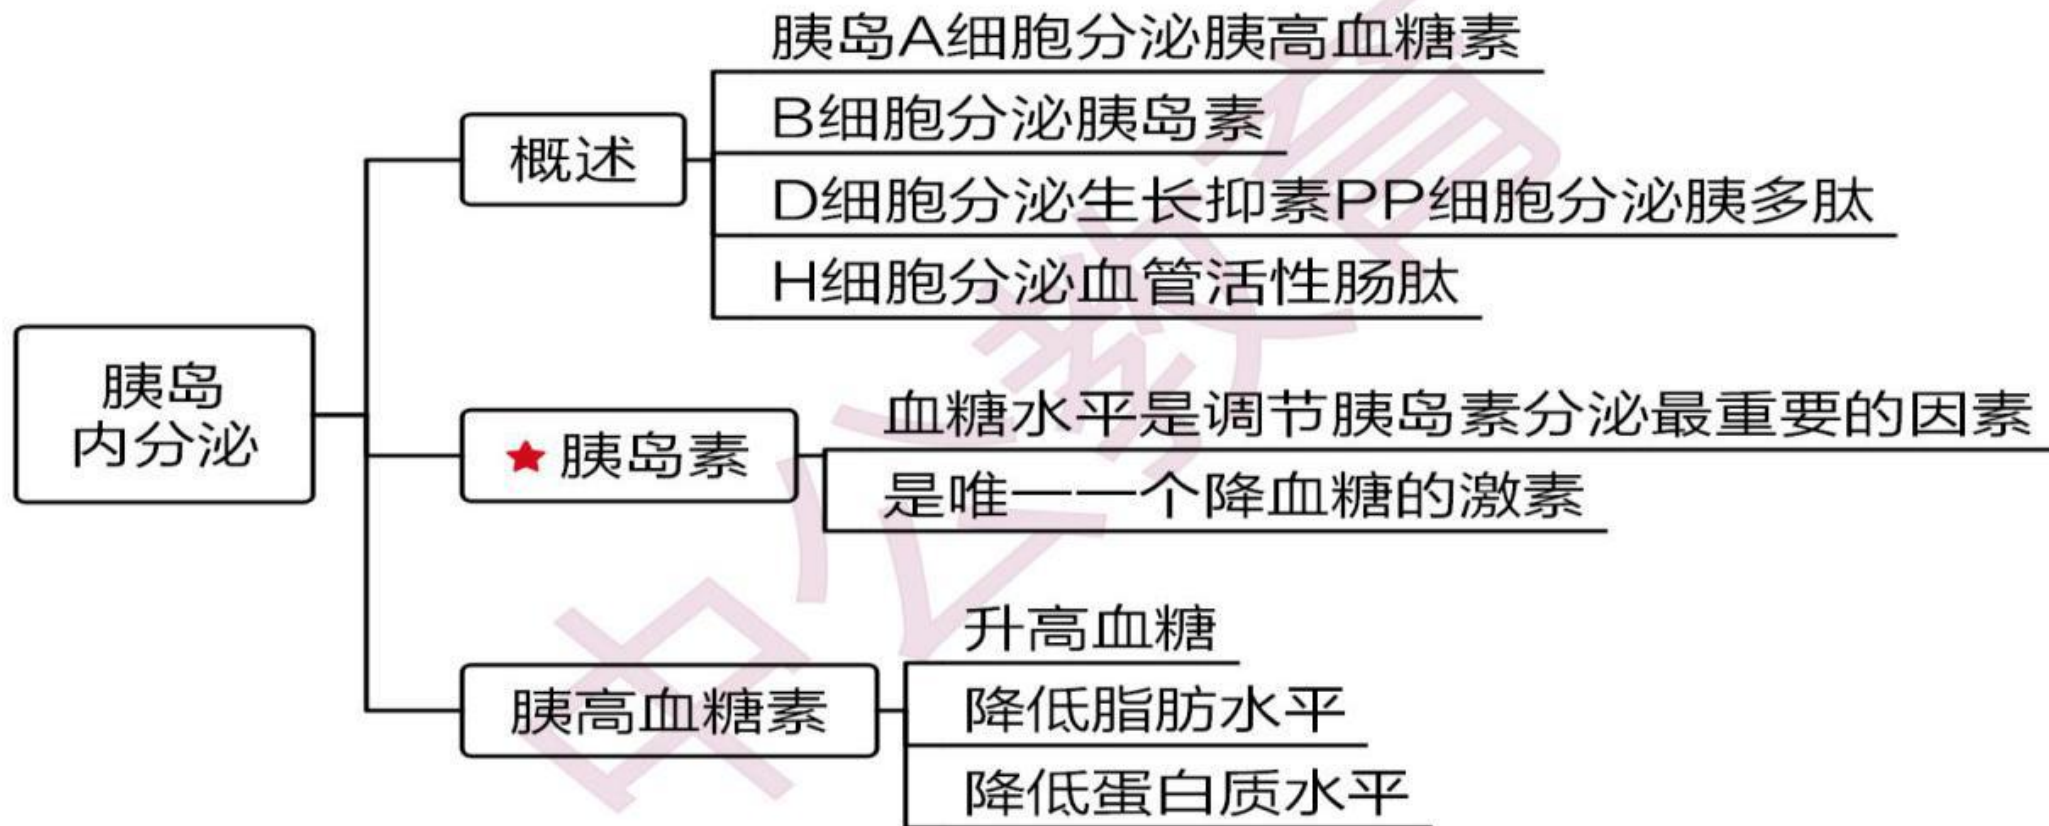 胰岛A细胞分泌胰高血糖素
B细胞分泌胰岛素
概述
D细胞分泌生长抑素PP细胞分泌胰多肽
H细胞分泌血管活性肠肽
胰岛
内分泌
血糖水平是调节胰岛素分泌最重要的因素
胰岛素
是唯一一个降血糖的激素
升高血糖
胰高血糖素
降低脂肪水平
降低蛋白质水平
中公教育